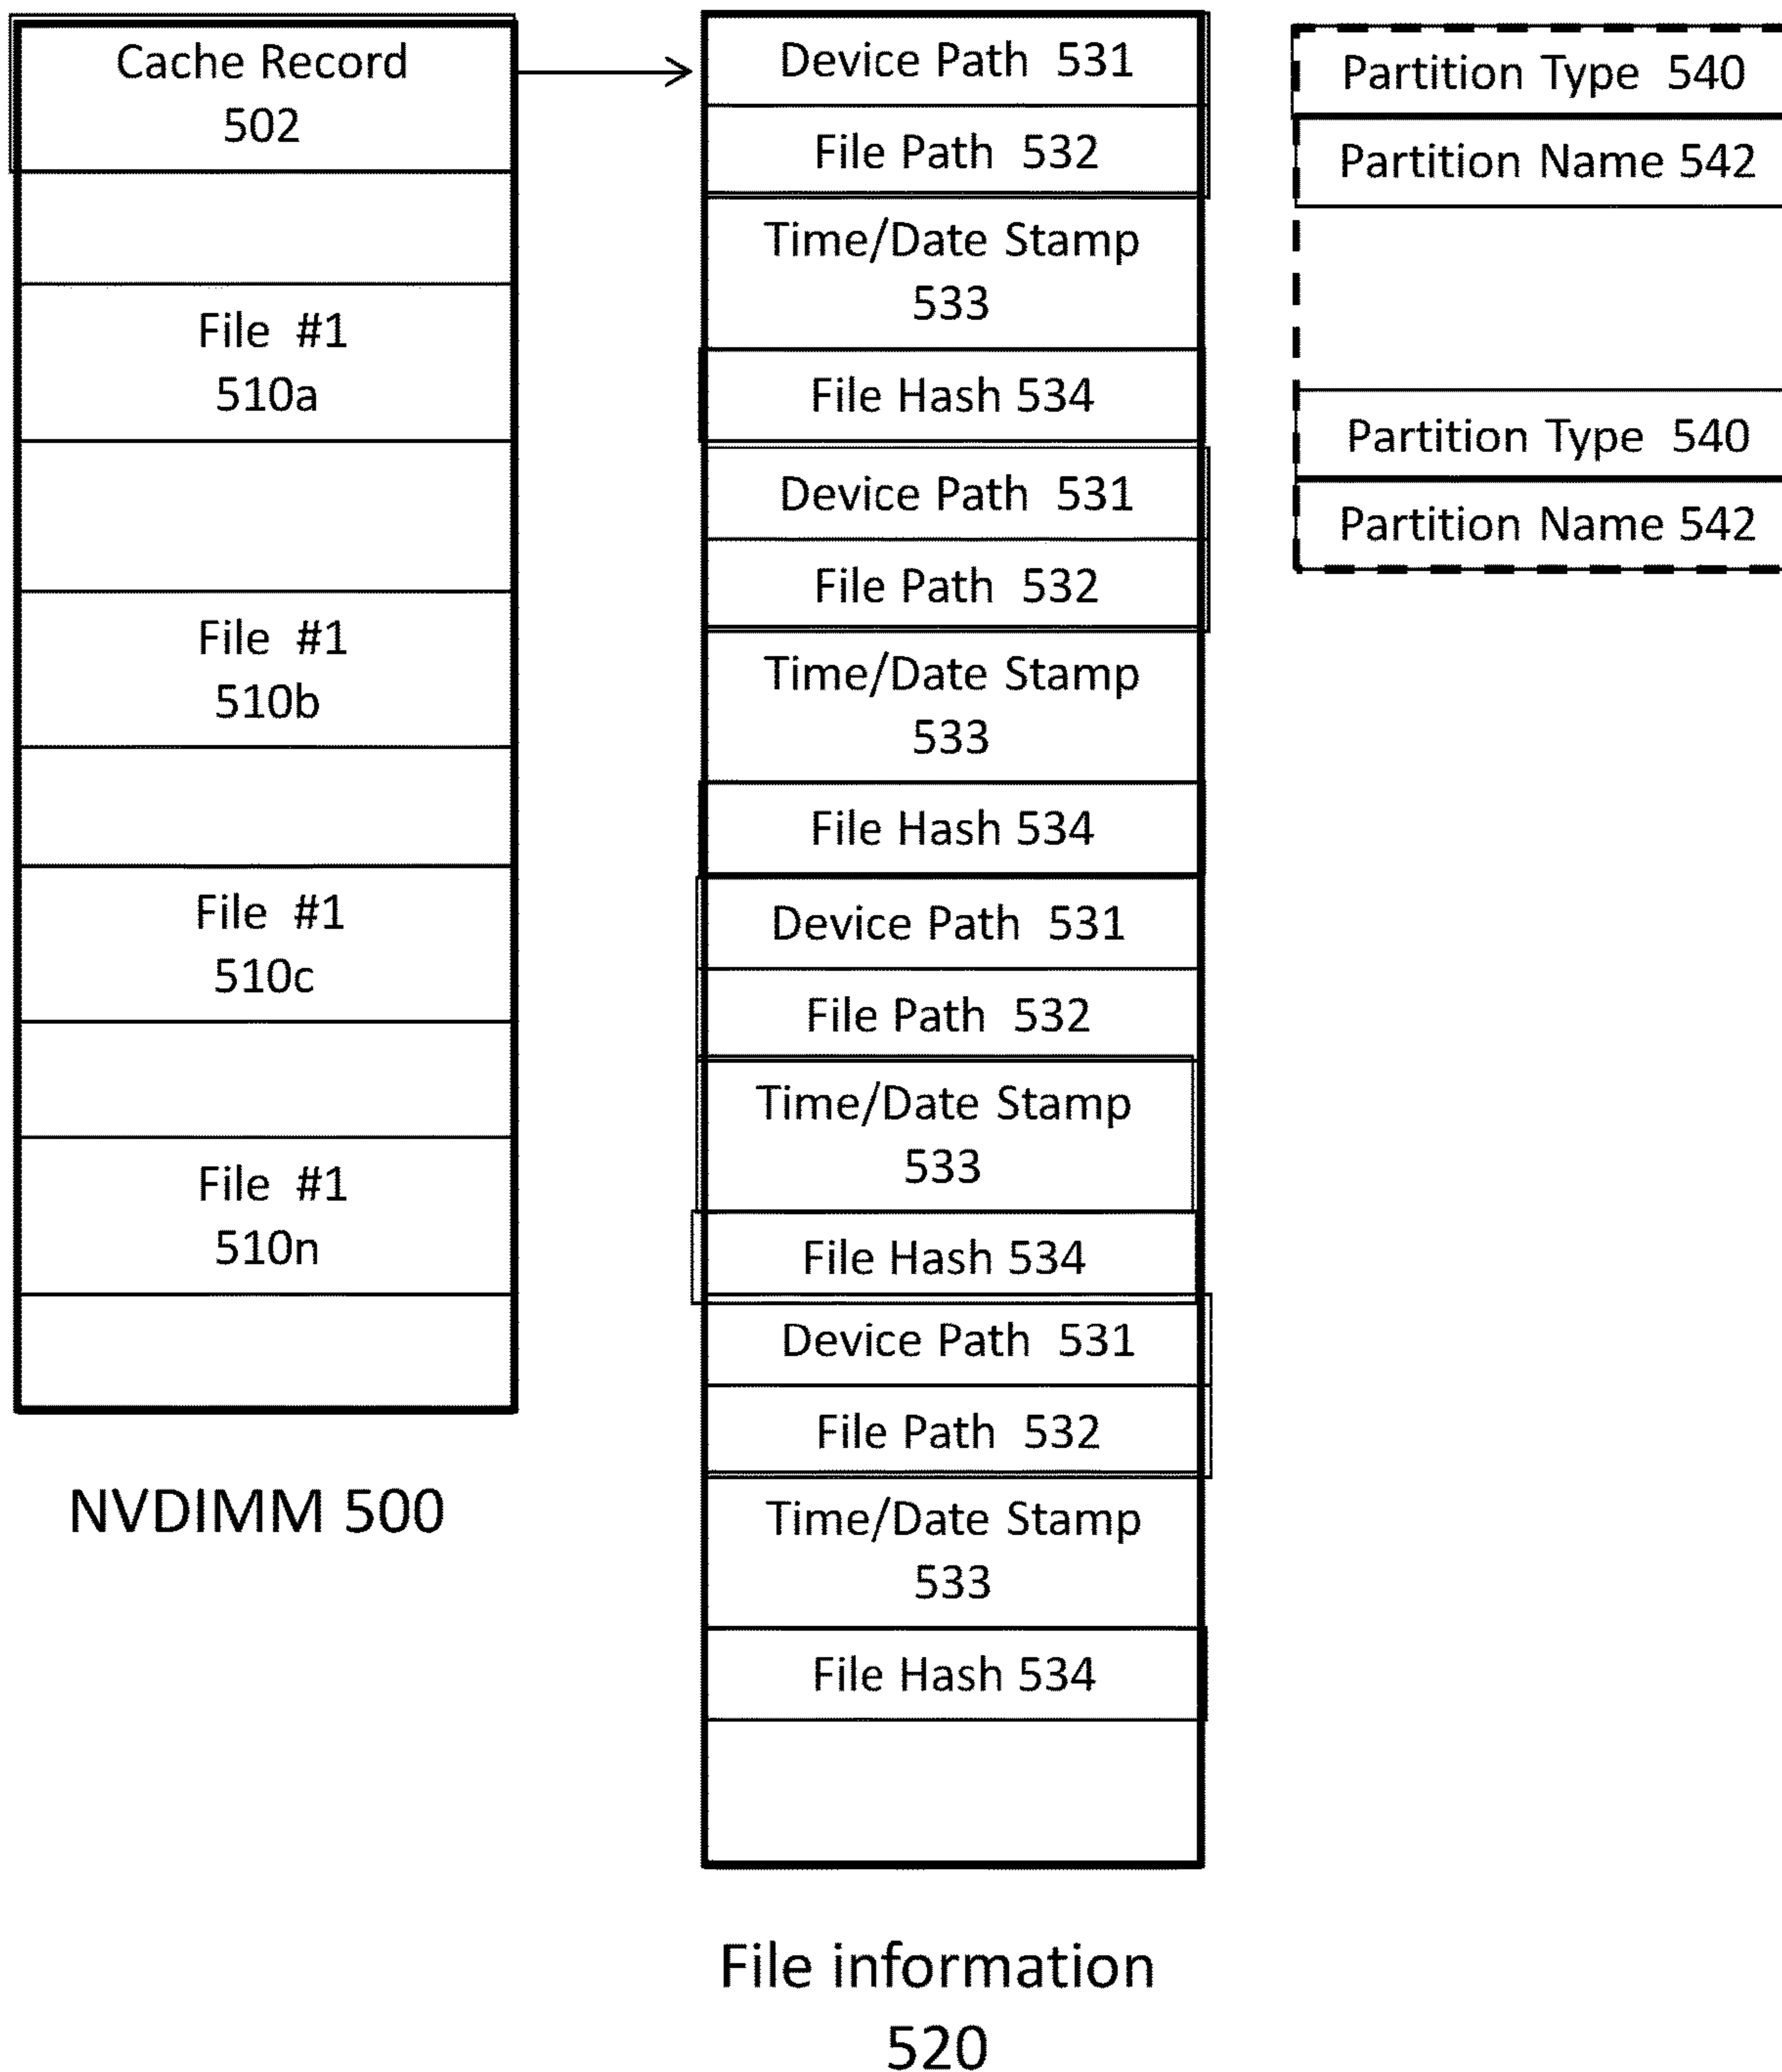 Cache Record
502
File #1
510a
File #1
510b
File #1
510c
File #1
510n
NVDIMM 500
Device Path 531
File Path 532
Time/Date Stamp
533
File Hash 534
Device Path 531
File Path 532
Time/Date Stamp
533
File Hash 534
Device Path 531
File Path 532
Time/Date Stamp
533
File Hash 534
Device Path 531
File Path 532
Time/Date Stamp
533
File Hash 534
File information
520
Partition Type 540
Partition Name 542
Partition Type 540
Partition Name 542